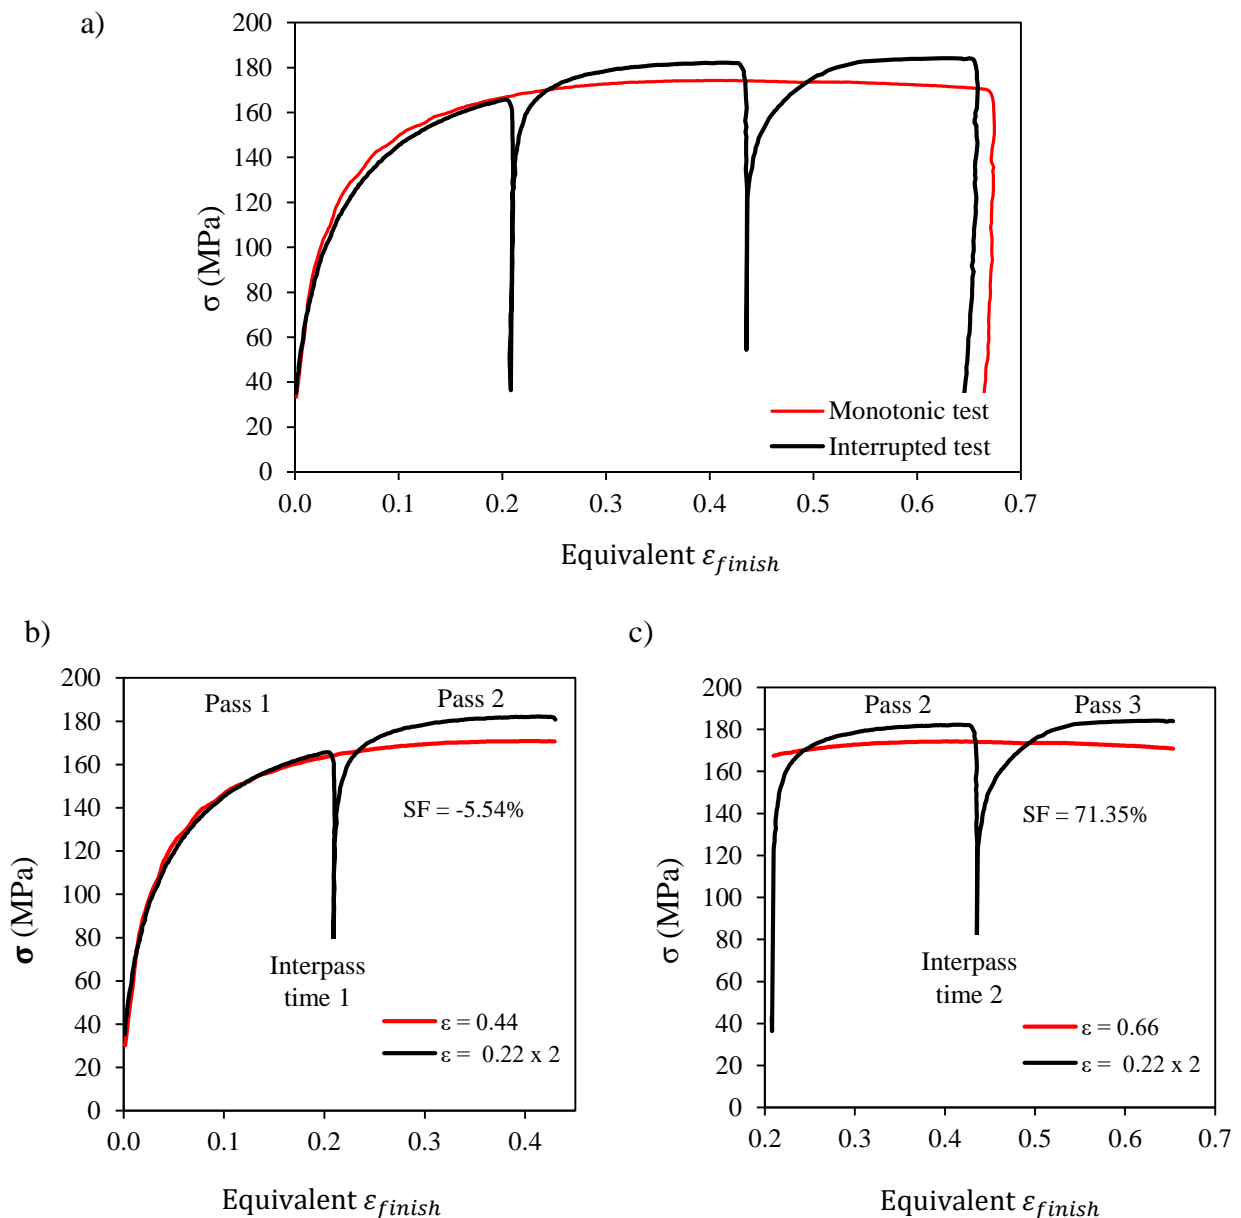 a)
200
180
160
140
120
100
80
60
40
20
0
σ (MPa)
Monotonic test
Interrupted test
0.0 0.1 0.2 0.3 0.4 0.5 0.6 0.7
Equivalent ε_finish
b)
200
180
160
140
120
100
80
60
40
20
0
σ (MPa)
Pass 1 Pass 2
SF = -5.54%
Interpass
time 1
ε = 0.44
ε = 0.22 x 2
0.0 0.1 0.2 0.3 0.4
Equivalent ε_finish
c)
200
180
160
140
120
100
80
60
40
20
0
σ (MPa)
Pass 2 Pass 3
SF = 71.35%
Interpass
time 2
ε = 0.66
ε = 0.22 x 2
0.2 0.3 0.4 0.5 0.6 0.7
Equivalent ε_finish